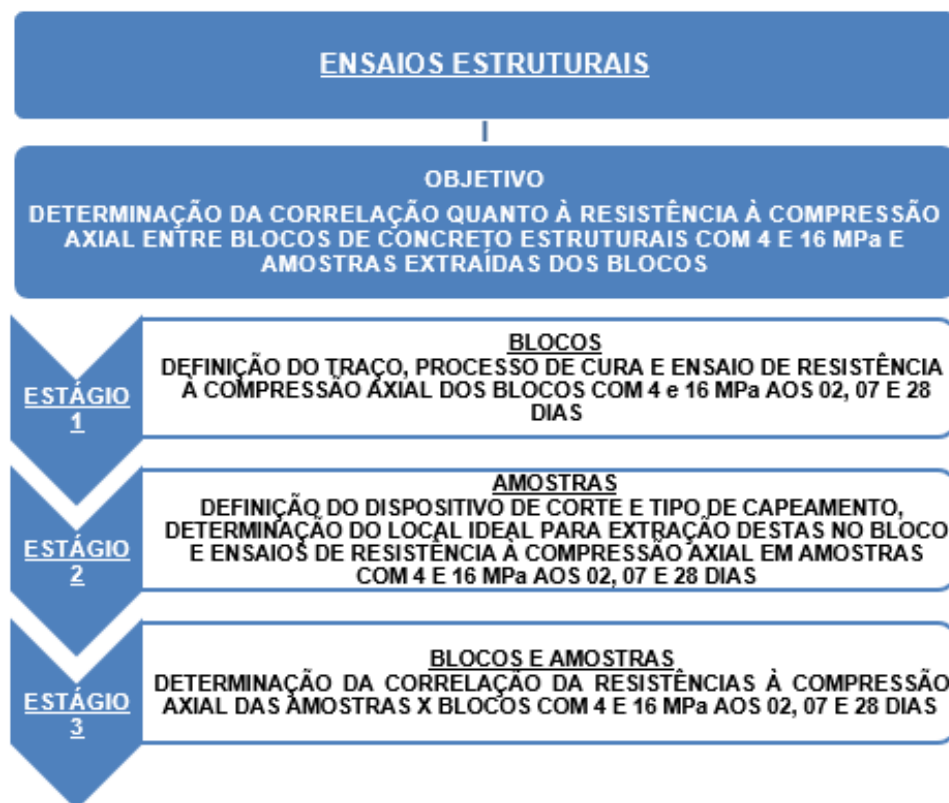 ENSAIOS ESTRUTURAIS
OBJETIVO
DETERMINAÇÃO DA CORRELAÇÃO QUANTO À RESISTÊNCIA À COMPRESSÃO
AXIAL ENTRE BLOCOS DE CONCRETO ESTRUTURAIS COM 4 E 16 MPa E
AMOSTRAS EXTRAÍDAS DOS BLOCOS
ESTÁGIO
1
BLOCOS
DEFINIÇÃO DO TRAÇO, PROCESSO DE CURA E ENSAIO DE RESISTÊNCIA
À COMPRESSÃO AXIAL DOS BLOCOS COM 4 e 16 MPa AOS 02, 07 E 28
DIAS
ESTÁGIO
2
AMOSTRAS
DEFINIÇÃO DO DISPOSITIVO DE CORTE E TIPO DE CAPEAMENTO,
DETERMINAÇÃO DO LOCAL IDEAL PARA EXTRAÇÃO DESTAS NO BLOCO
E ENSAIOS DE RESISTÊNCIA À COMPRESSÃO AXIAL EM AMOSTRAS
COM 4 E 16 MPa AOS 02, 07 E 28 DIAS
ESTÁGIO
3
BLOCOS E AMOSTRAS
DETERMINAÇÃO DA CORRELAÇÃO DA RESISTÊNCIAS À COMPRESSÃO
AXIAL DAS AMOSTRAS X BLOCOS COM 4 E 16 MPa AOS 02, 07 E 28 DIAS